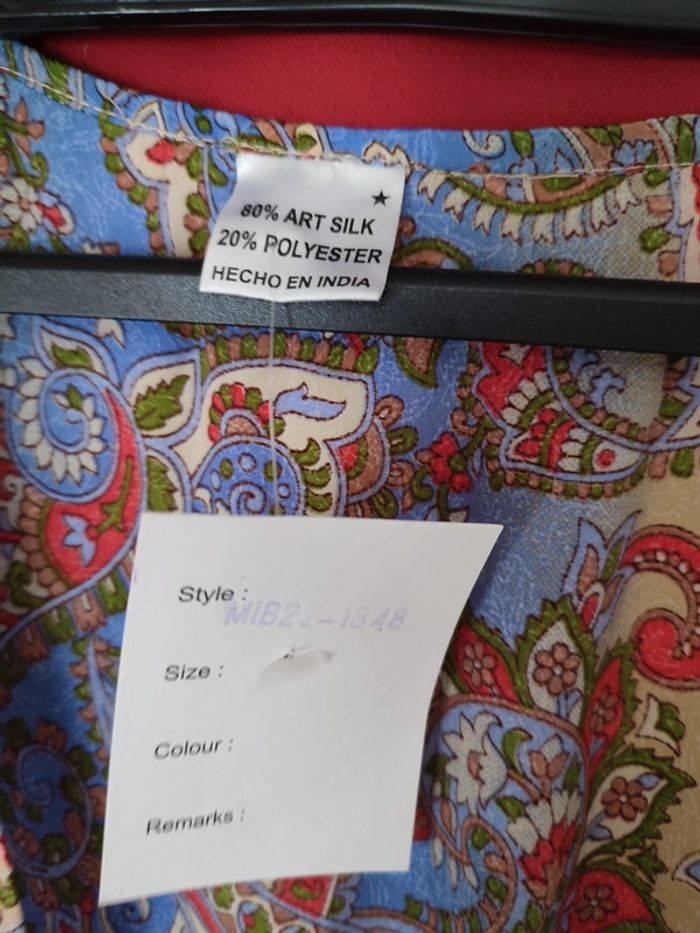 80% ART SILK
20% POLYESTER
HECHO EN INDIA
Style :
MIB22-1348
Size :
Colour :
Remarks :